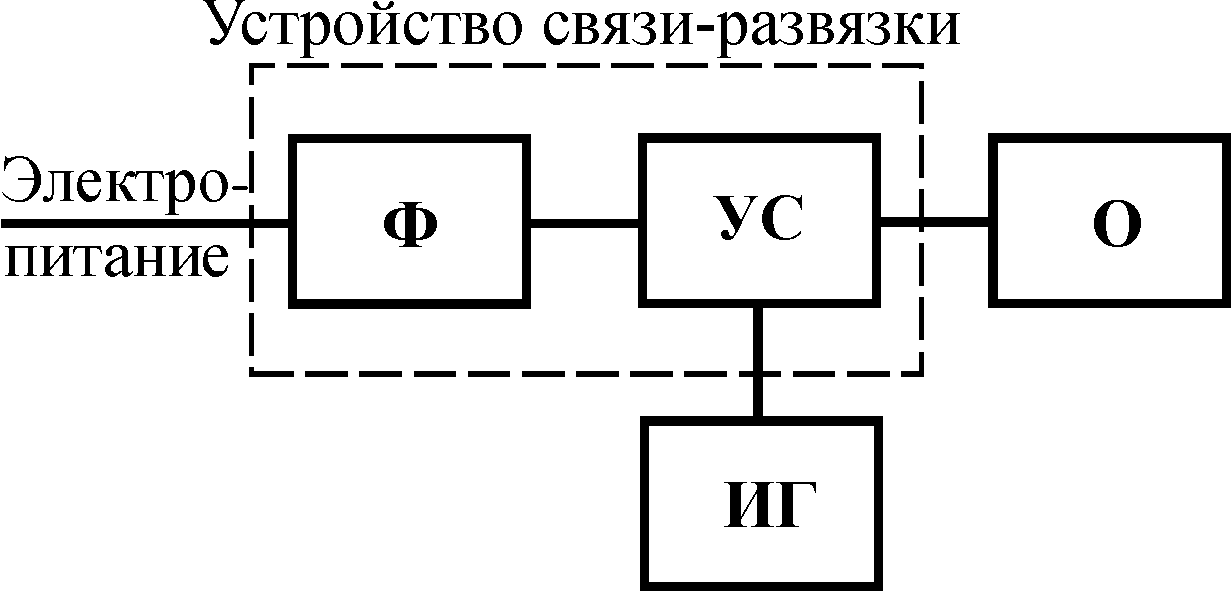 Устройство связи-развязки
Электро-
питание
Ф
УС
О
ИГ